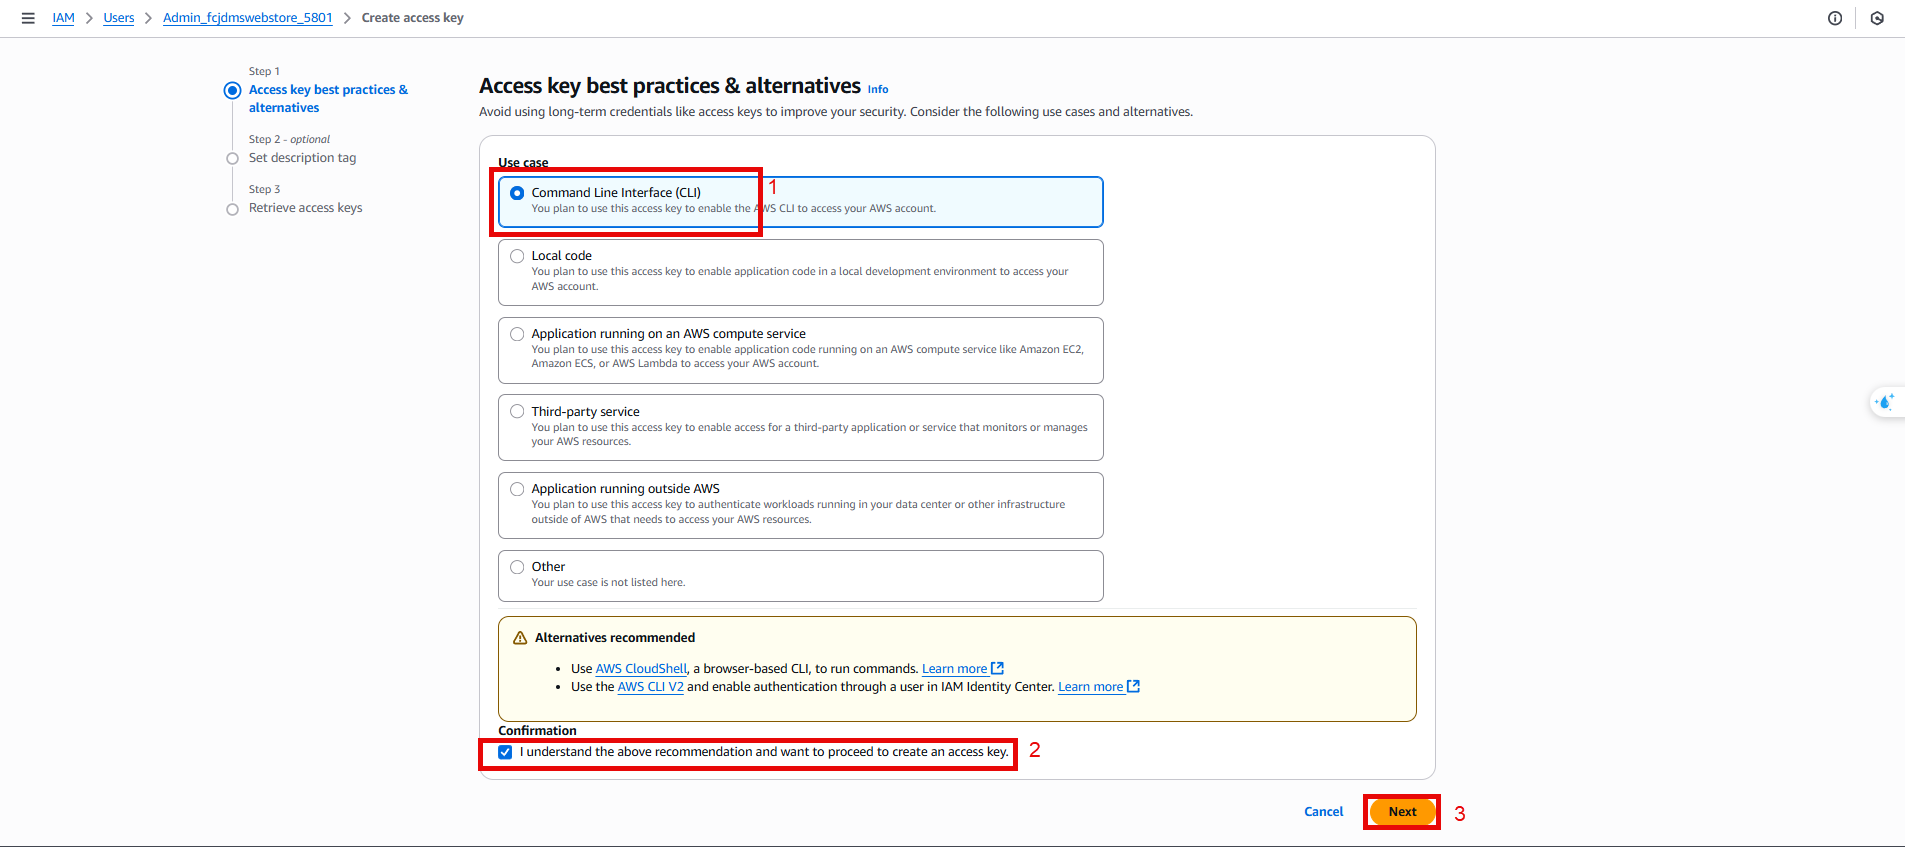 IAM > Users > Admin_fcjdmswebstore_5801 > Create access key
Step 1
Access key best practices &
alternatives
Step 2 - optional
Set description tag
Step 3
Retrieve access keys
Access key best practices & alternatives Info
Avoid using long-term credentials like access keys to improve your security. Consider the following use cases and alternatives.
Use case
Command Line Interface (CLI)
You plan to use this access key to enable the AWS CLI to access your AWS account.
1
Local code
You plan to use this access key to enable application code in a local development environment to access your
AWS account.
Application running on an AWS compute service
You plan to use this access key to enable application code running on an AWS compute service like Amazon EC2,
Amazon ECS, or AWS Lambda to access your AWS account.
Third-party service
You plan to use this access key to enable access for a third-party application or service that monitors or manages
your AWS resources.
Application running outside AWS
You plan to use this access key to authenticate workloads running in your data center or other infrastructure
outside of AWS that needs to access your AWS resources.
Other
Your use case is not listed here.
Alternatives recommended
• Use AWS CloudShell, a browser-based CLI, to run commands. Learn more
• Use the AWS CLI V2 and enable authentication through a user in IAM Identity Center. Learn more
Confirmation
I understand the above recommendation and want to proceed to create an access key.
2
Cancel
Next
3